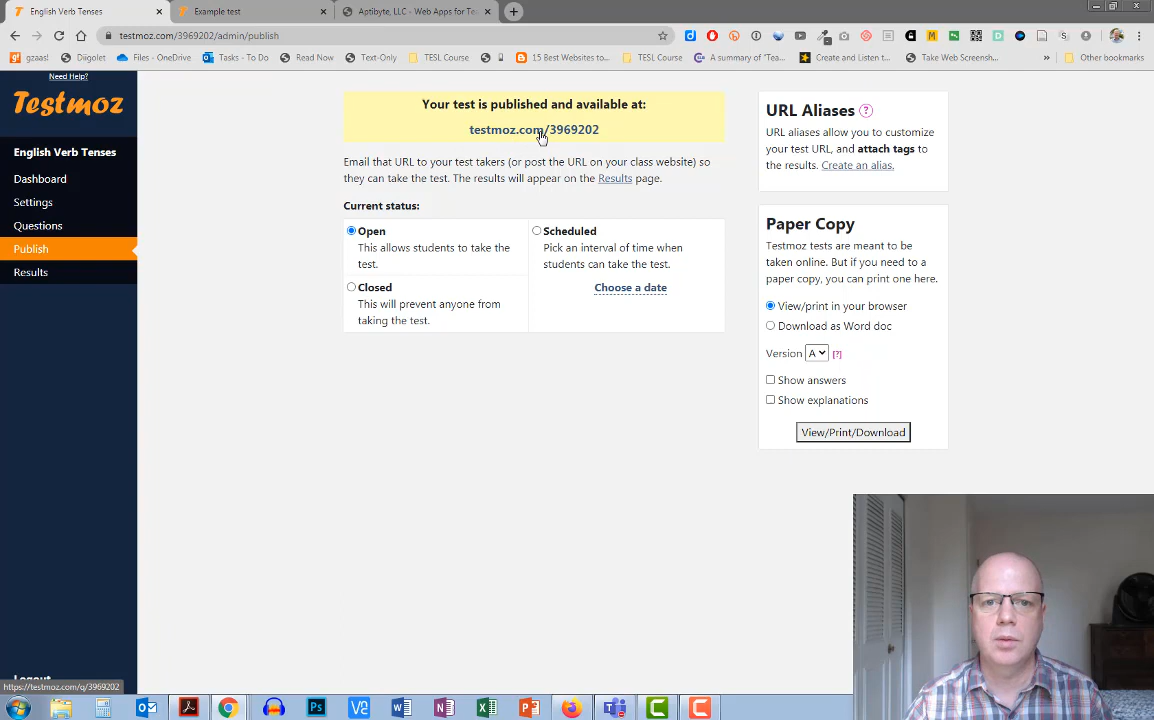 English Verb Tenses
Example test
Aptibyte, LLC - Web Apps for Te
testmoz.com/3969202/admin/publish
gaas!
Diigolet
Files - OneDrive
Tasks - To Do
Read Now
Text-Only
TESL Course
15 Best Websites to...
TESL Course
A summary of "Tea...
Create and Listen t...
Take Web Screensh...
»
Other bookmarks
Need Help?
Testmoz
English Verb Tenses
Dashboard
Settings
Questions
Publish
Results
Logout
Your test is published and available at:
testmoz.com/3969202
Email that URL to your test takers (or post the URL on your class website) so
they can take the test. The results will appear on the Results page.
Current status:
Open
This allows students to take the
test.
Closed
This will prevent anyone from
taking the test.
Scheduled
Pick an interval of time when
students can take the test.
Choose a date
URL Aliases ?
URL aliases allow you to customize
your test URL, and attach tags to
the results. Create an alias.
Paper Copy
Testmoz tests are meant to be
taken online. But if you need to a
paper copy, you can print one here.
View/print in your browser
Download as Word doc
Version A [?]
Show answers
Show explanations
View/Print/Download
https://testmoz.com/q/3969202